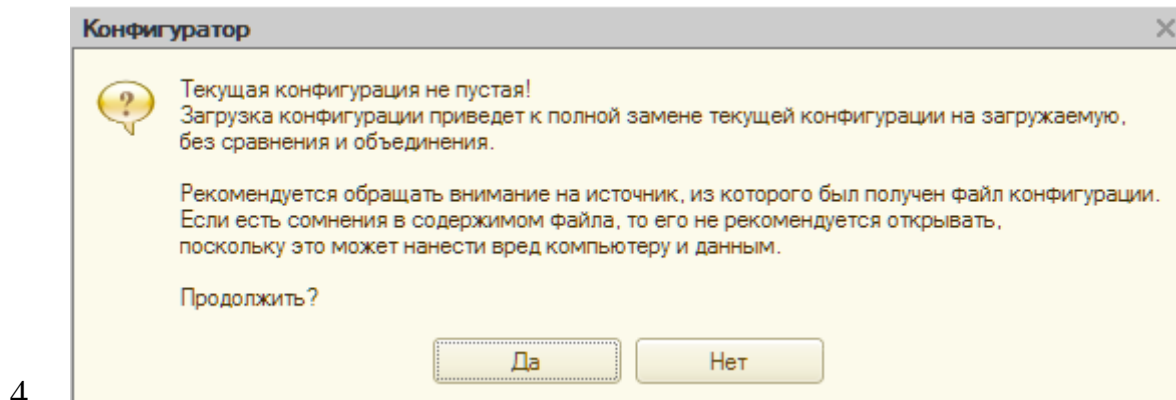 Конфигуратор
Текущая конфигурация не пустая!
Загрузка конфигурации приведет к полной замене текущей конфигурации на загружаемую,
без сравнения и объединения.
Рекомендуется обращать внимание на источник, из которого был получен файл конфигурации.
Если есть сомнения в содержимом файла, то его не рекомендуется открывать,
поскольку это может нанести вред компьютеру и данным.
Продолжить?
Да Нет
4